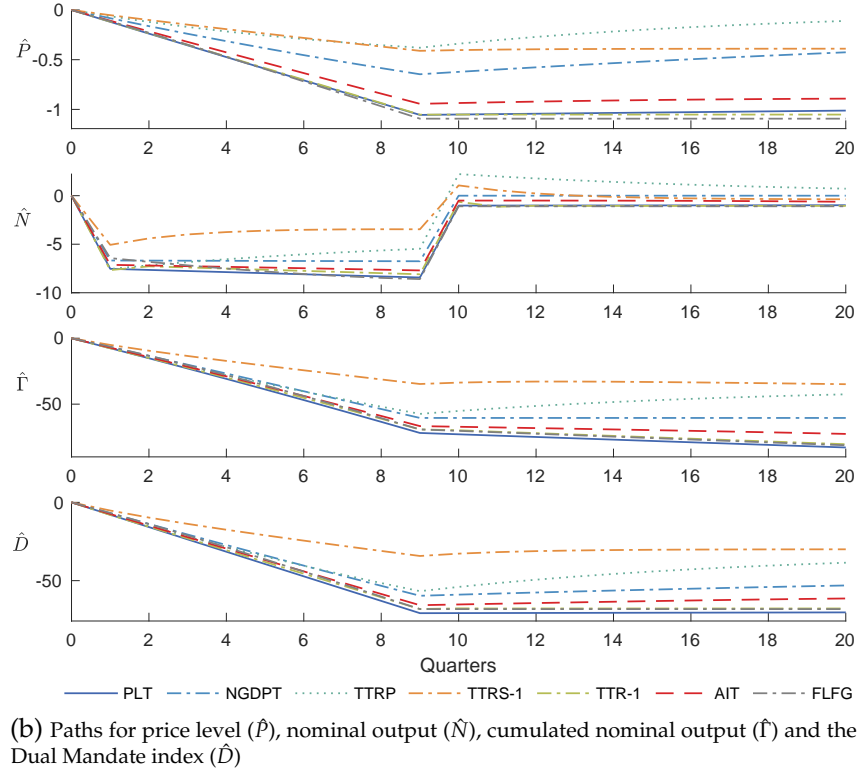 0
P̂ -0.5
-1
0 2 4 6 8 10 12 14 16 18 20
0
N̂ -5
-10
0 2 4 6 8 10 12 14 16 18 20
0
Γ̂ -50
0 2 4 6 8 10 12 14 16 18 20
0
D̂ -50
0 2 4 6 8 10 12 14 16 18 20
Quarters
PLT NGDPT TTRP TTRS-1 TTR-1 AIT FLFG
(b) Paths for price level (P̂), nominal output (N̂), cumulated nominal output (Γ̂) and the
Dual Mandate index (D̂)